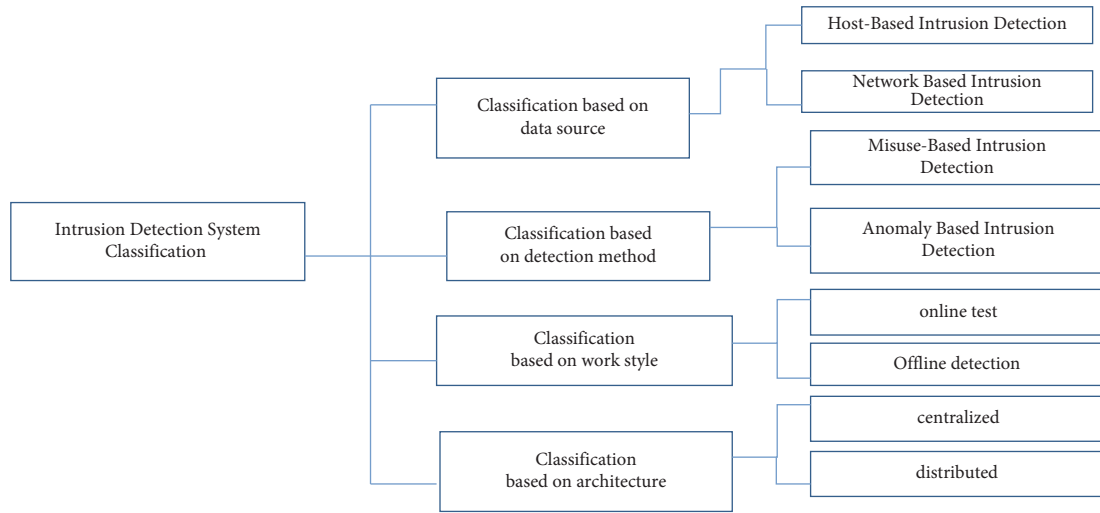 Intrusion Detection System
Classification
Classification based on
data source
Host-Based Intrusion Detection
Network Based Intrusion
Detection
Classification based
on detection method
Misuse-Based Intrusion
Detection
Anomaly Based Intrusion
Detection
Classification
based on work style
online test
Offline detection
Classification
based on architecture
centralized
distributed